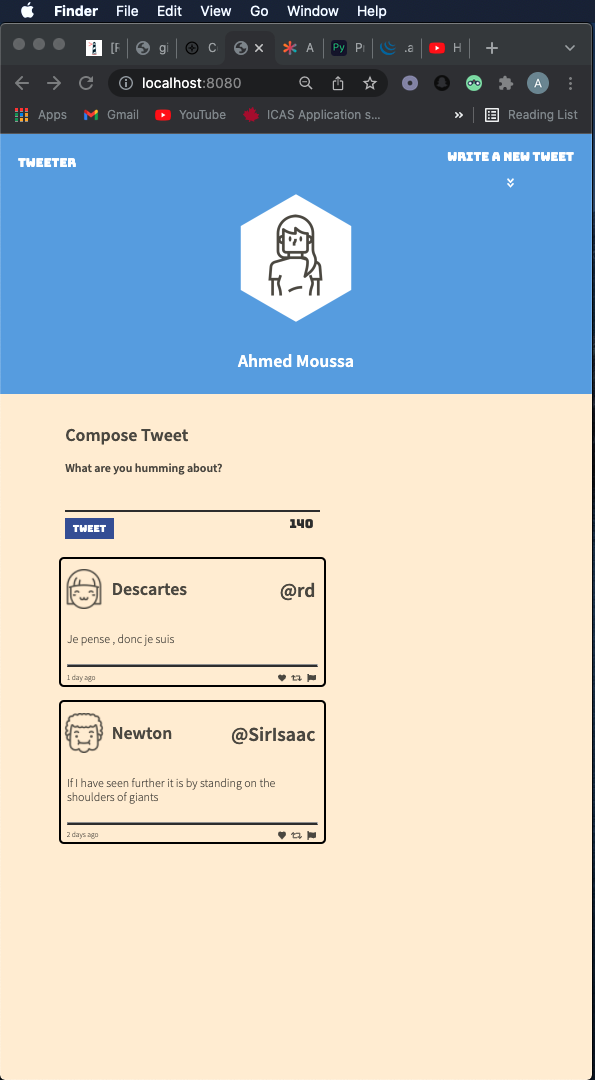 Finder File Edit View Go Window Help
[F gi C A Pi .a H
localhost:8080 A
Apps Gmail YouTube ICAS Application s... » Reading List
TWEETER WRITE A NEW TWEET
Ahmed Moussa
Compose Tweet
What are you humming about?
TWEET 140
Descartes @rd
Je pense , donc je suis
1 day ago
Newton @SirIsaac
If I have seen further it is by standing on the
shoulders of giants
2 days ago